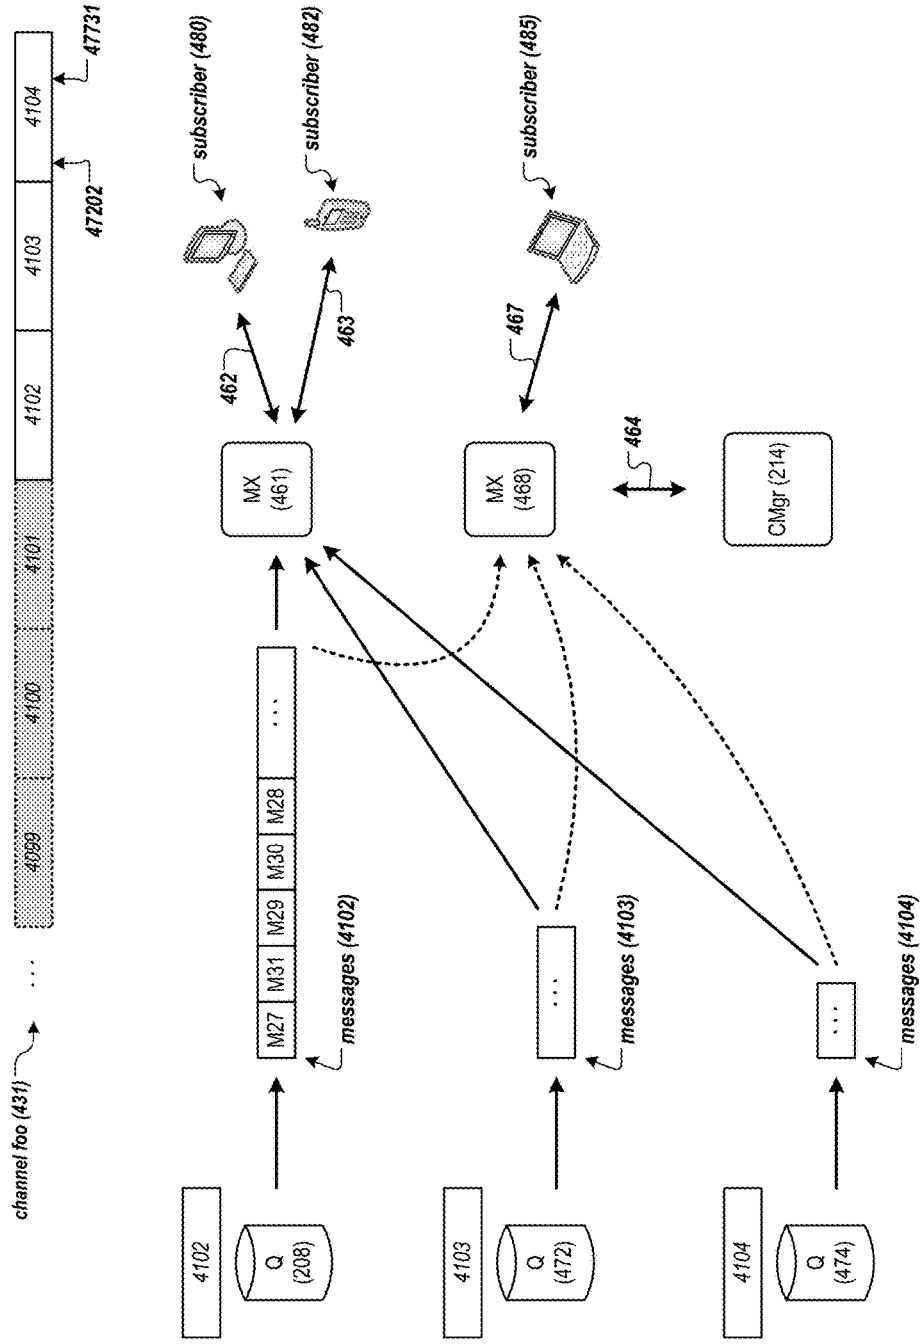 channel foo (431)
...
4099
4100
4101
4102
4103
4104
47202
47731
4102
Q
(208)
M27
M31
M29
M30
M28
...
messages (4102)
MX
(461)
462
463
subscriber (480)
subscriber (482)
4103
Q
(472)
...
messages (4103)
MX
(468)
467
subscriber (485)
464
4104
Q
(474)
...
messages (4104)
CMgr (214)